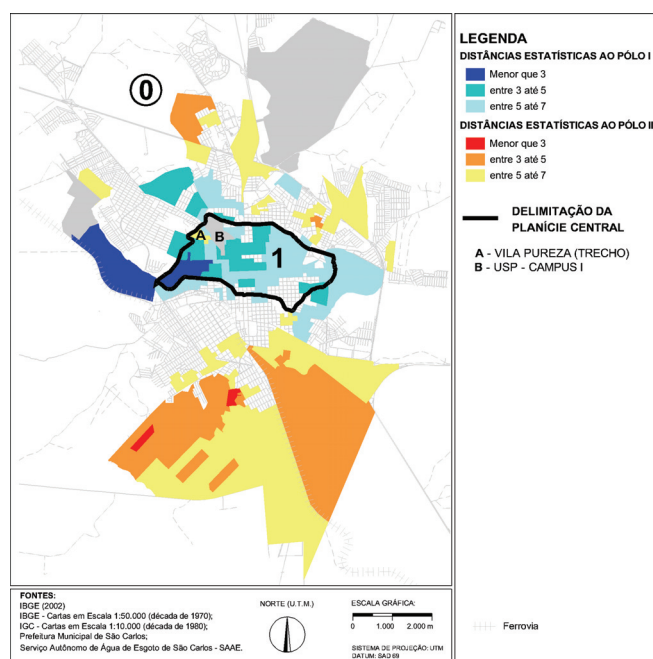 0
A
B
1
LEGENDA
DISTÂNCIAS ESTATÍSTICAS AO PÓLO I
Menor que 3
entre 3 até 5
entre 5 até 7
DISTÂNCIAS ESTATÍSTICAS AO PÓLO II
Menor que 3
entre 3 até 5
entre 5 até 7
DELIMITAÇÃO DA
PLANÍCIE CENTRAL
A - VILA PUREZA (TRECHO)
B - USP - CAMPUS I
Ferrovia
FONTES:
IBGE (2002)
IBGE - Cartas em Escala 1:50.000 (década de 1970);
IGC - Cartas em Escala 1:10.000 (década de 1980);
Prefeitura Municipal de São Carlos;
Serviço Autônomo de Água de Esgoto de São Carlos - SAAE.
NORTE (U.T.M.)
ESCALA GRÁFICA:
0 1.000 2.000 m
SISTEMA DE PROJEÇÃO: UTM
DATUM: SAD 69